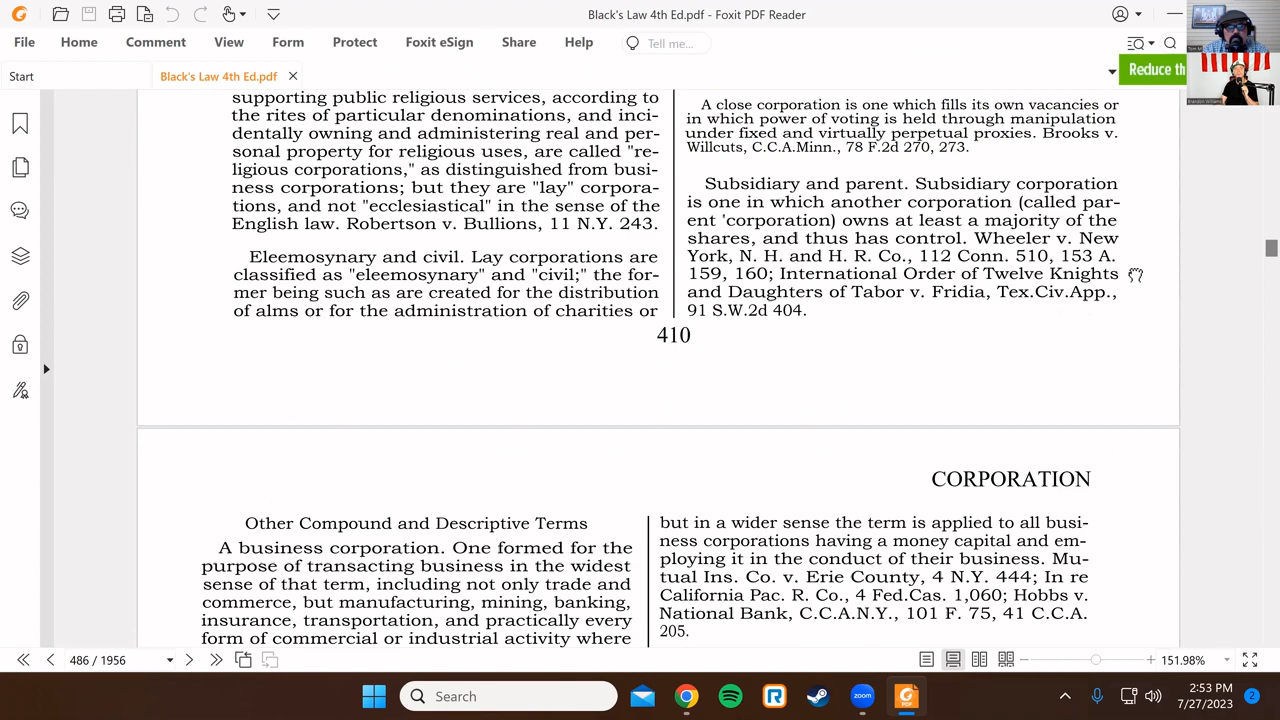 Black's Law 4th Ed.pdf - Foxit PDF Reader
File Home Comment View Form Protect Foxit eSign Share Help Tell me...
Start Black's Law 4th Ed.pdf
Reduce th
supporting public religious services, according to
the rites of particular denominations, and inci-
dentally owning and administering real and per-
sonal property for religious uses, are called "re-
ligious corporations," as distinguished from busi-
ness corporations; but they are "lay" corpora-
tions, and not "ecclesiastical" in the sense of the
English law. Robertson v. Bullions, 11 N.Y. 243.
Eleemosynary and civil. Lay corporations are
classified as "eleemosynary" and "civil;" the for-
mer being such as are created for the distribution
of alms or for the administration of charities or
A close corporation is one which fills its own vacancies or
in which power of voting is held through manipulation
under fixed and virtually perpetual proxies. Brooks v.
Willcuts, C.C.A.Minn., 78 F.2d 270, 273.
Subsidiary and parent. Subsidiary corporation
is one in which another corporation (called par-
ent 'corporation) owns at least a majority of the
shares, and thus has control. Wheeler v. New
York, N. H. and H. R. Co., 112 Conn. 510, 153 A.
159, 160; International Order of Twelve Knights
and Daughters of Tabor v. Fridia, Tex.Civ.App.,
91 S.W.2d 404.
410
CORPORATION
Other Compound and Descriptive Terms
A business corporation. One formed for the
purpose of transacting business in the widest
sense of that term, including not only trade and
commerce, but manufacturing, mining, banking,
insurance, transportation, and practically every
form of commercial or industrial activity where
but in a wider sense the term is applied to all busi-
ness corporations having a money capital and em-
ploying it in the conduct of their business. Mu-
tual Ins. Co. v. Erie County, 4 N.Y. 444; In re
California Pac. R. Co., 4 Fed.Cas. 1,060; Hobbs v.
National Bank, C.C.A.N.Y., 101 F. 75, 41 C.C.A.
205.
486 / 1956
151.98%
Search
zoom
PDF
2:53 PM
7/27/2023
2